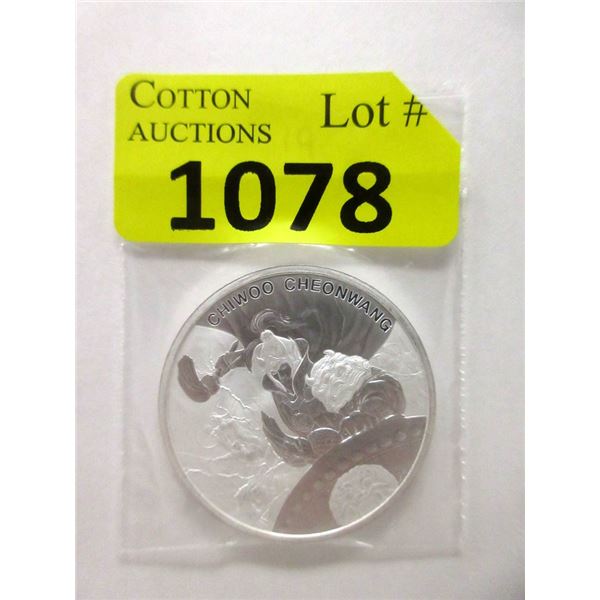 COTTON
AUCTIONS
Lot #
1078
CHIWOO CHEONWANG